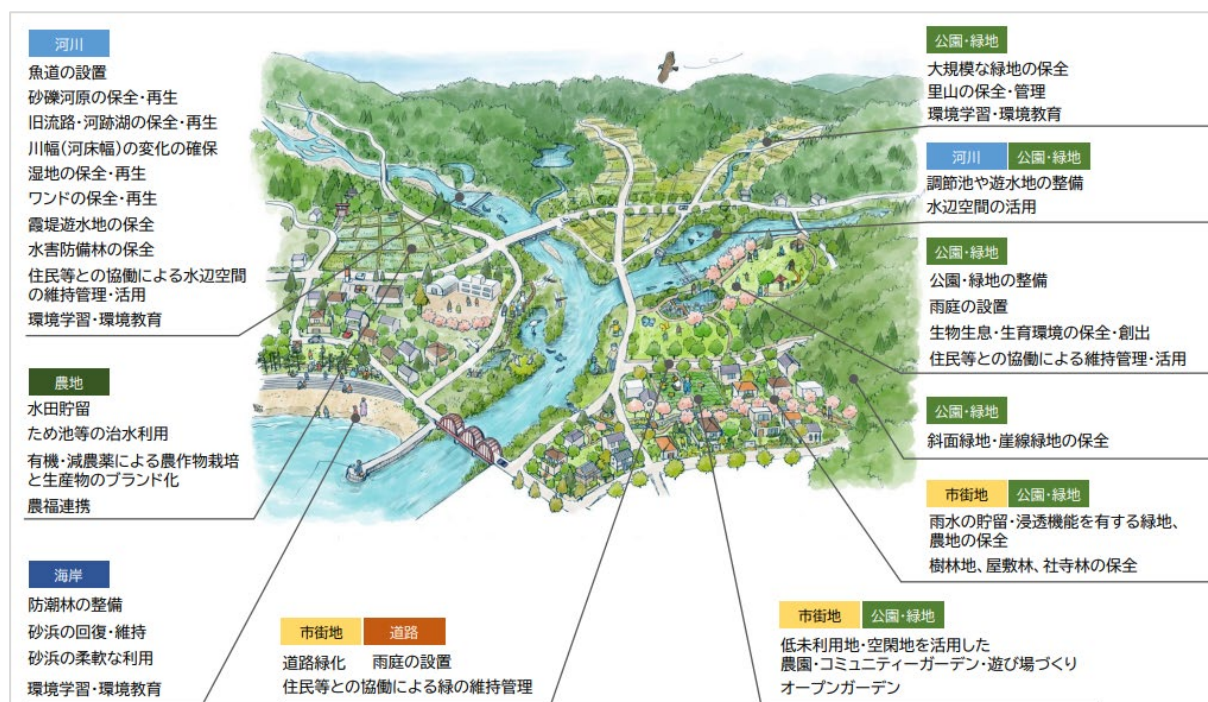 河川
魚道の設置
砂礫河原の保全・再生
旧流路・河跡湖の保全・再生
川幅(河床幅)の変化の確保
湿地の保全・再生
ワンドの保全・再生
霞堤遊水地の保全
水害防備林の保全
住民等との協働による水辺空間
の維持管理・活用
環境学習・環境教育
農地
水田貯留
ため池等の治水利用
有機・減農薬による農作物栽培
と生産物のブランド化
農福連携
海岸
防潮林の整備
砂浜の回復・維持
砂浜の柔軟な利用
環境学習・環境教育
市街地 道路
道路緑化 雨庭の設置
住民等との協働による緑の維持管理
公園・緑地
大規模な緑地の保全
里山の保全・管理
環境学習・環境教育
河川 公園・緑地
調節池や遊水地の整備
水辺空間の活用
公園・緑地
公園・緑地の整備
雨庭の設置
生物生息・生育環境の保全・創出
住民等との協働による維持管理・活用
公園・緑地
斜面緑地・崖線緑地の保全
市街地 公園・緑地
雨水の貯留・浸透機能を有する緑地、
農地の保全
樹林地、屋敷林、社寺林の保全
市街地 公園・緑地
低未利用地・空閑地を活用した
農園・コミュニティーガーデン・遊び場づくり
オープンガーデン